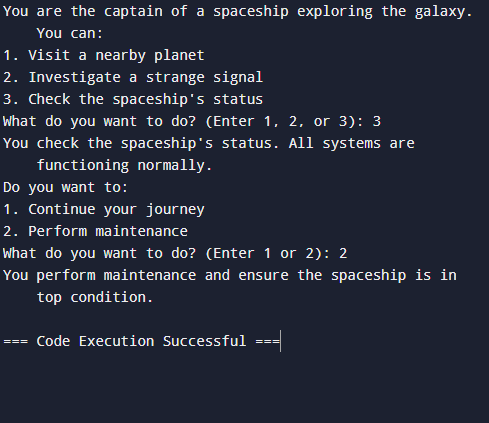 You are the captain of a spaceship exploring the galaxy.
You can:
1. Visit a nearby planet
2. Investigate a strange signal
3. Check the spaceship's status
What do you want to do? (Enter 1, 2, or 3): 3
You check the spaceship's status. All systems are
functioning normally.
Do you want to:
1. Continue your journey
2. Perform maintenance
What do you want to do? (Enter 1 or 2): 2
You perform maintenance and ensure the spaceship is in
top condition.
=== Code Execution Successful ===